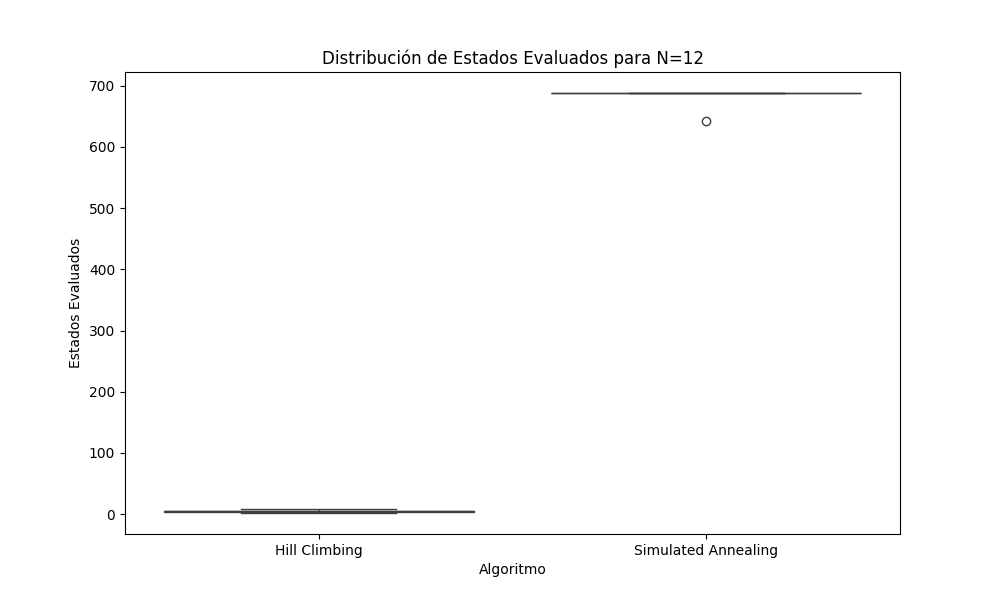 Distribución de Estados Evaluados para N=12
700
600
500
400
300
200
100
0
Estados Evaluados
Hill Climbing
Simulated Annealing
Algoritmo